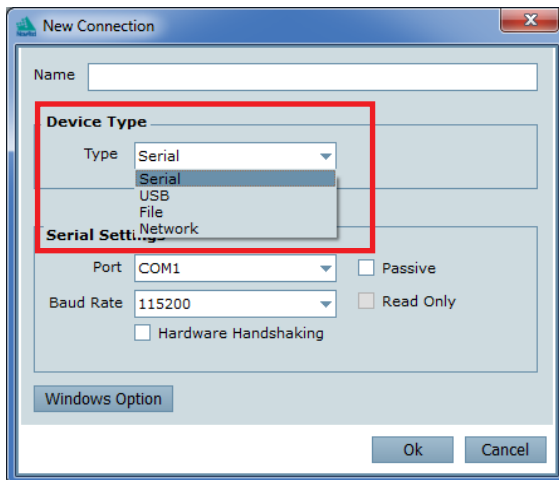 New Connection
Name
Device Type
Type Serial
Serial
USB
File
Network
Serial Settings
Port COM1 Passive
Baud Rate 115200 Read Only
Hardware Handshaking
Windows Option
Ok Cancel